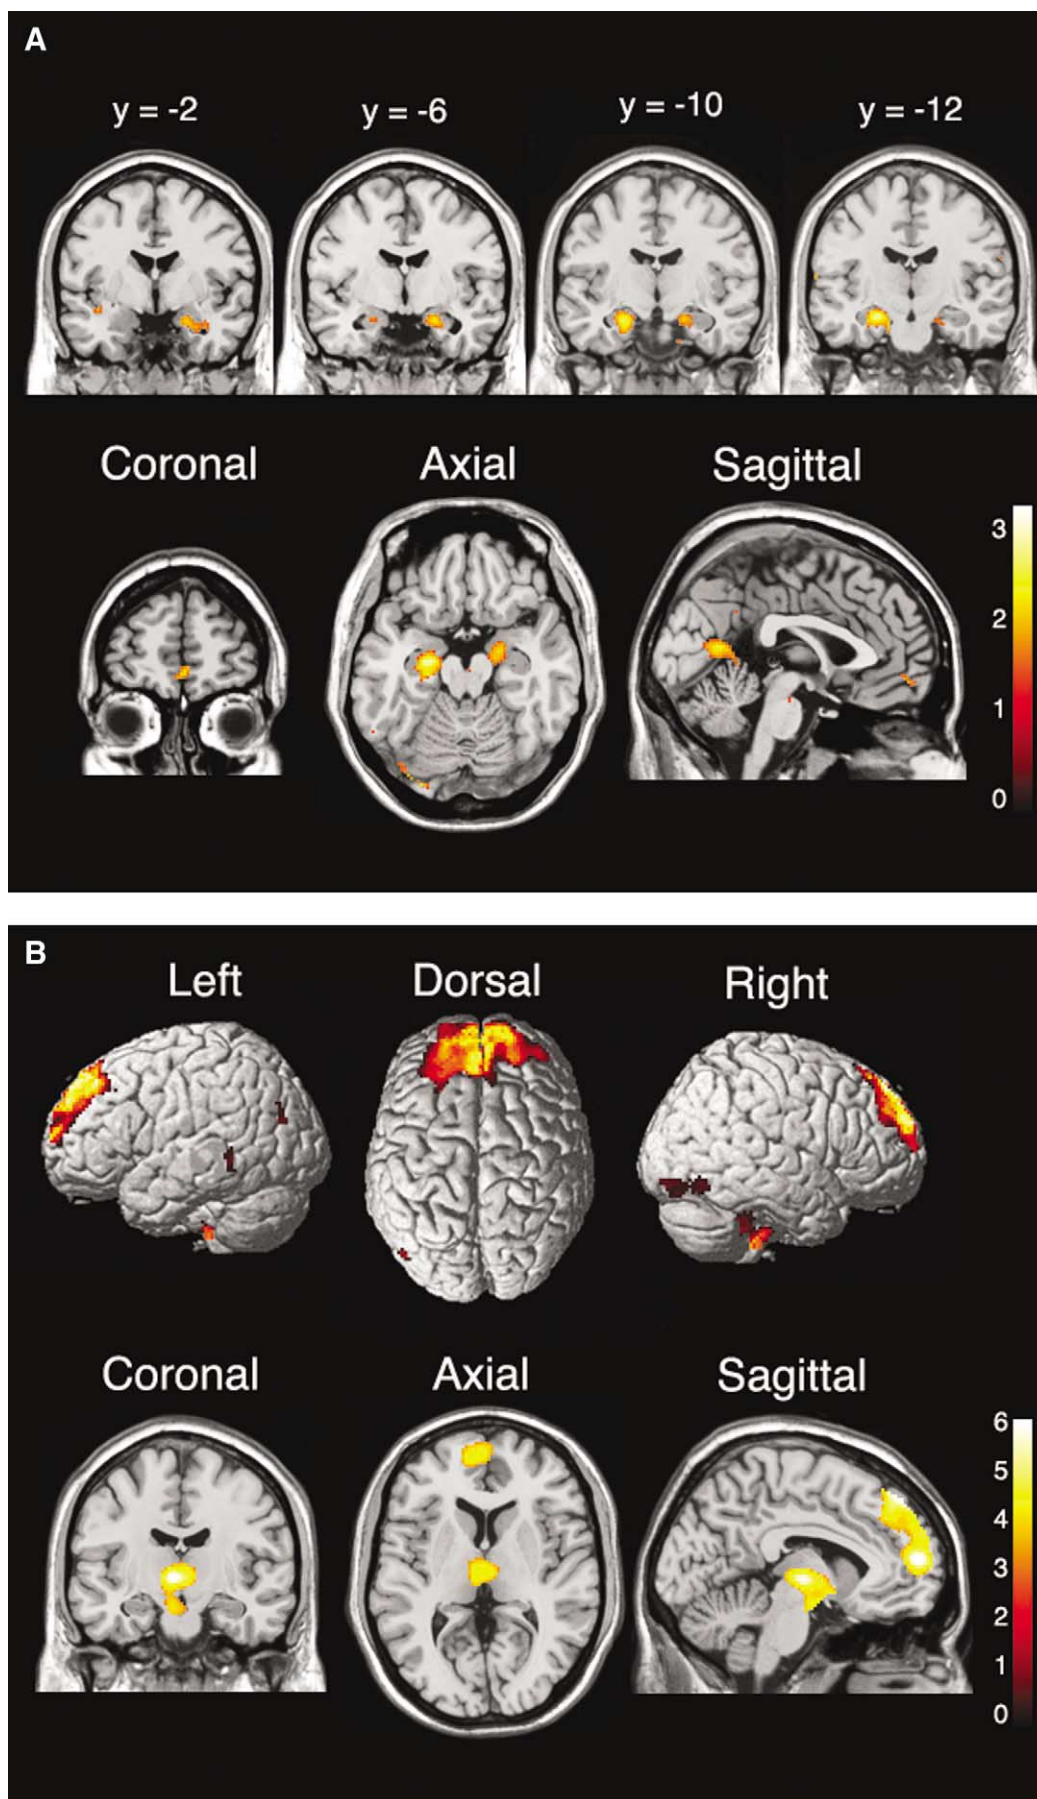 A
y = -2 y = -6 y = -10 y = -12
Coronal Axial Sagittal
3
2
1
0
B
Left Dorsal Right
Coronal Axial Sagittal
6
5
4
3
2
1
0